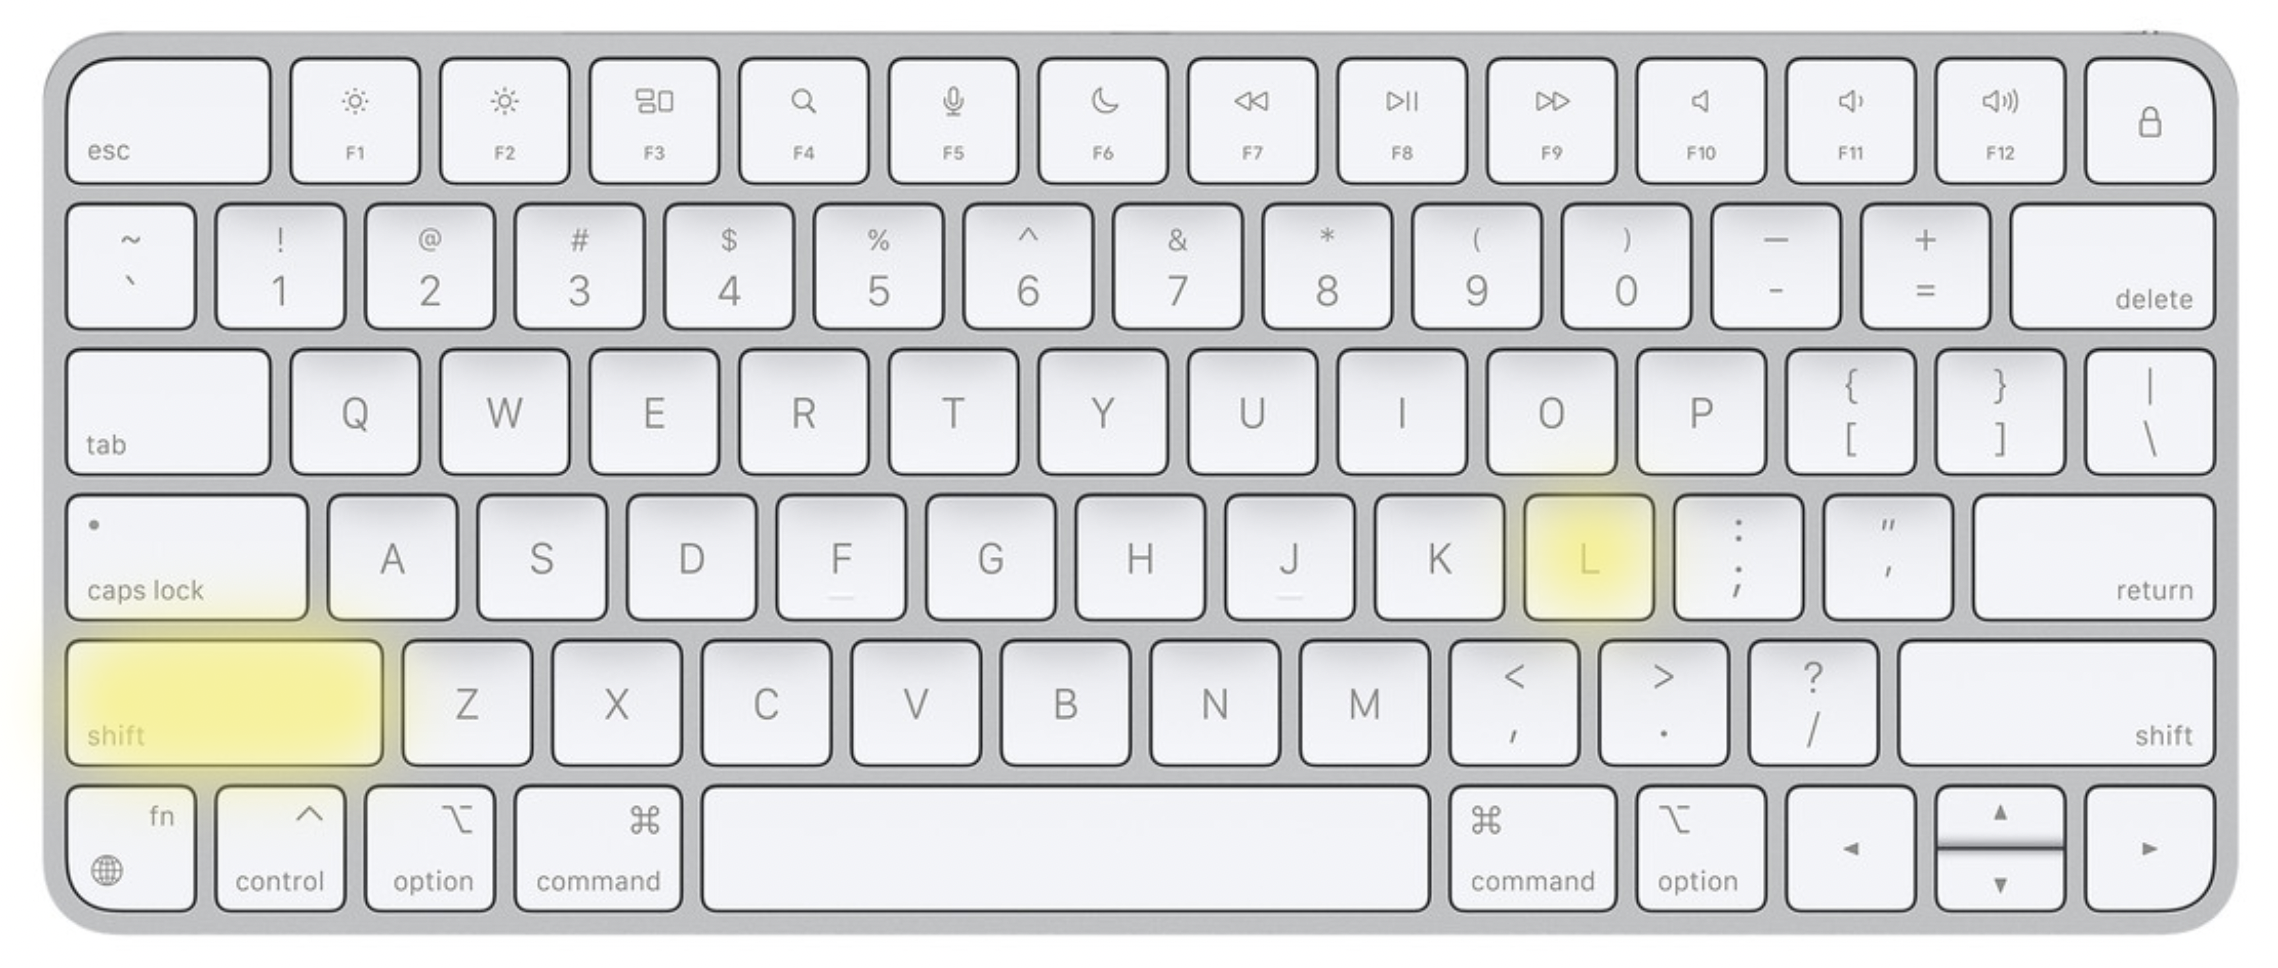 esc F1 F2 F3 F4 F5 F6 F7 F8 F9 F10 F11 F12
~ ! @ # $ % ^ & * ( ) — +
` 1 2 3 4 5 6 7 8 9 0 - = delete
tab Q W E R T Y U I O P { } |
[ ] \
caps lock A S D F G H J K L : "
; ' return
shift Z X C V B N M < > ?
, . / shift
fn ^ ⌥ ⌘ ⌘ ⌥ ▲
control option command command option ◀ ▼ ▶